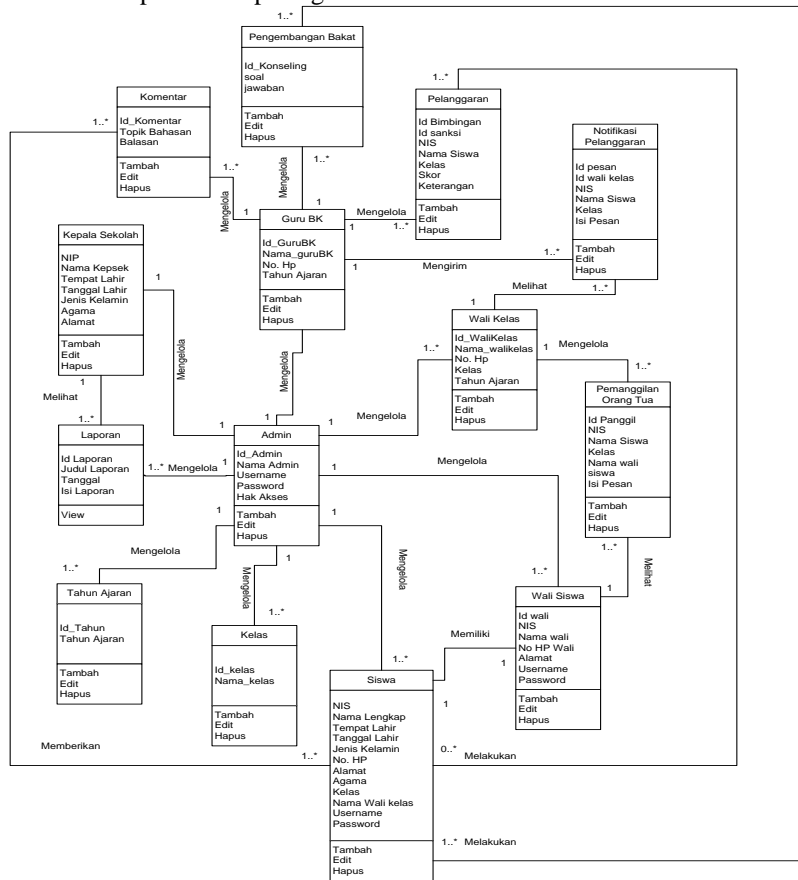 1..*
Pengembangan Bakat
Id_Konseling
soal
jawaban
Tambah
Edit
Hapus
1..*
Mengelola
Komentar
Id_Komentar
Topik Bahasan
Balasan
Tambah
Edit
Hapus
1..*
1..*
Mengelola
1
1..*
Pelanggaran
Id Bimbingan
Id sanksi
NIS
Nama Siswa
Kelas
Skor
Keterangan
Tambah
Edit
Hapus
Notifikasi
Pelanggaran
Id pesan
Id wali kelas
NIS
Nama Siswa
Kelas
Isi Pesan
Tambah
Edit
Hapus
1
Guru BK
Id_GuruBK
Nama_guruBK
No. Hp
Tahun Ajaran
Tambah
Edit
Hapus
Mengelola
1
1..*
1
Mengirim
1..*
Kepala Sekolah
NIP
Nama Kepsek
Tempat Lahir
Tanggal Lahir
Jenis Kelamin
Agama
Alamat
Tambah
Edit
Hapus
1
Mengelola
1
Melihat
1..*
1
Melihat
1..*
Wali Kelas
Id_WaliKelas
Nama_walikelas
No. Hp
Kelas
Tahun Ajaran
Tambah
Edit
Hapus
1..*
1
Mengelola
1..*
Pemanggilan
Orang Tua
Id Panggil
NIS
Nama Siswa
Kelas
Nama wali
siswa
Isi Pesan
Tambah
Edit
Hapus
Mengelola
1
Mengelola
1
1
Laporan
Id Laporan
Judul Laporan
Tanggal
Isi Laporan
View
1..*
Mengelola
1
Admin
Id_Admin
Nama Admin
Username
Password
Hak Akses
Tambah
Edit
Hapus
1
Mengelola
1..*
1
Mengelola
1..*
1
Mengelola
1..*
1
Mengelola
1..*
1..*
Melihat
1
Tahun Ajaran
Id_Tahun
Tahun Ajaran
Tambah
Edit
Hapus
Kelas
Id_kelas
Nama_kelas
Tambah
Edit
Hapus
Wali Siswa
Id wali
NIS
Nama wali
No HP Wali
Alamat
Username
Password
Tambah
Edit
Hapus
Memiliki
1
1
Siswa
NIS
Nama Lengkap
Tempat Lahir
Tanggal Lahir
Jenis Kelamin
No. HP
Alamat
Agama
Kelas
Nama Wali kelas
Username
Password
Tambah
Edit
Hapus
Memberikan
1..*
0..*
Melakukan
1..*
Melakukan